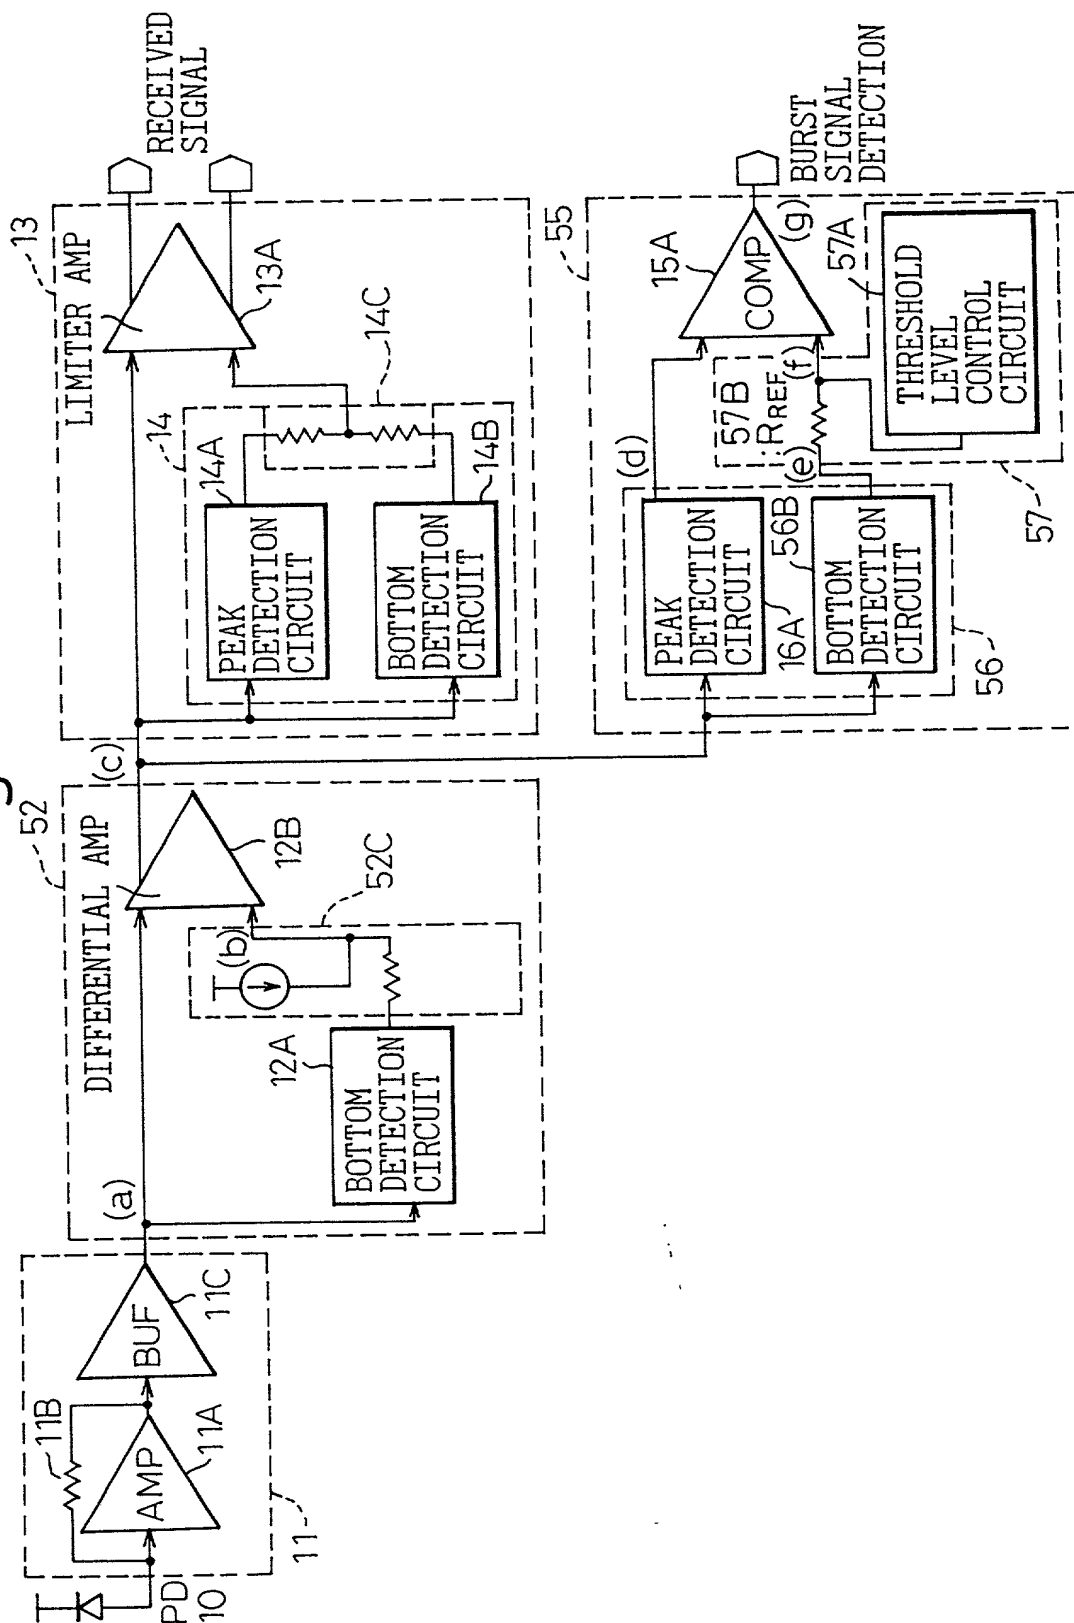 PD
10
11
11B
AMP
11A
BUF
11C
52
DIFFERENTIAL AMP
(a)
12A
BOTTOM
DETECTION
CIRCUIT
(b)
52C
12B
(c)
13
LIMITER AMP
14
14A
PEAK
DETECTION
CIRCUIT
14B
BOTTOM
DETECTION
CIRCUIT
14C
13A
RECEIVED
SIGNAL
55
PEAK
DETECTION
CIRCUIT
16A
56B
BOTTOM
DETECTION
CIRCUIT
56
(d)
(e)
57B
:RREF
(f)
15A
COMP
(g)
57A
THRESHOLD
LEVEL
CONTROL
CIRCUIT
57
BURST
SIGNAL
DETECTION